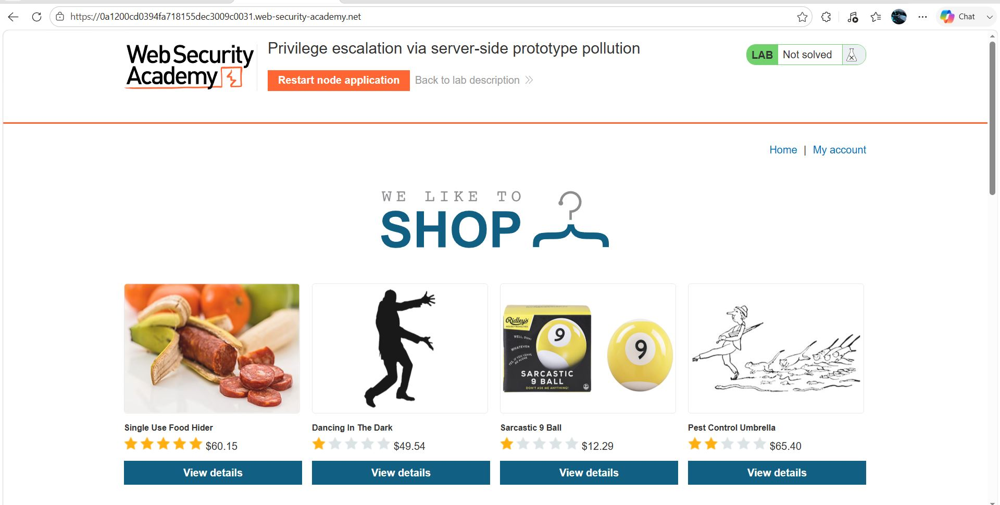 https://0a1200cd0394fa718155dec3009c0031.web-security-academy.net
Chat
Web Security
Academy
Privilege escalation via server-side prototype pollution
Restart node application
Back to lab description
LAB Not solved
Home | My account
WE LIKE TO
SHOP
Ridley's
HOUSE OF NOVELTIES
WELL, DUH!
WHATEVER
YES, IF YOU LEAVE
ME ALONE
9
9
SARCASTIC
9 BALL
DON'T ASK ME ANYTHING!
Single Use Food Hider
$60.15
View details
Dancing In The Dark
$49.54
View details
Sarcastic 9 Ball
$12.29
View details
Pest Control Umbrella
$65.40
View details